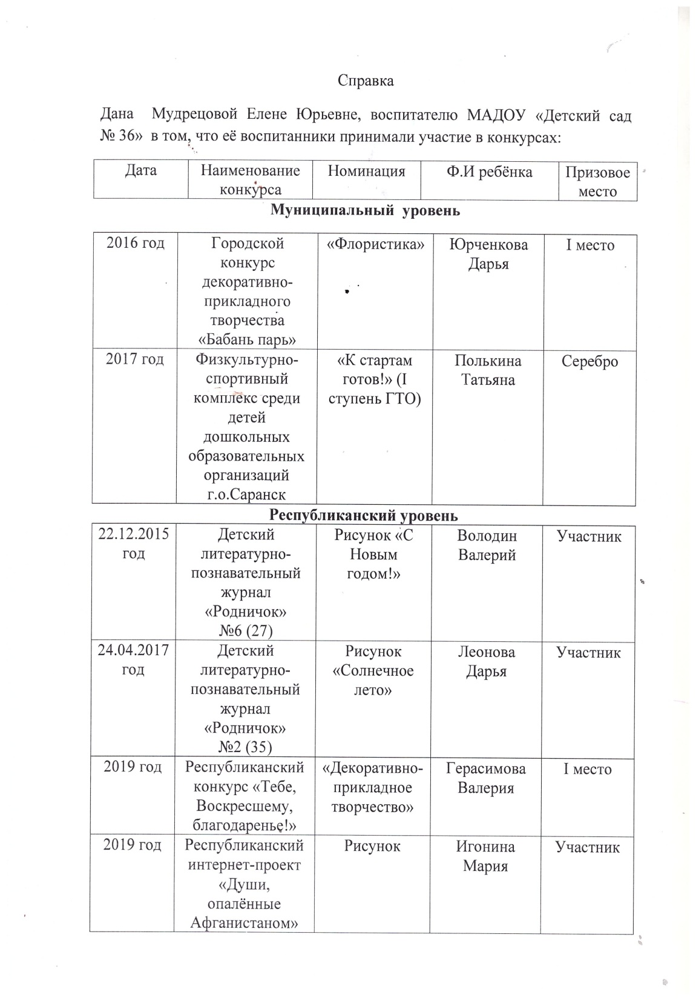 Справка
Дана Мудрецовой Елене Юрьевне, воспитателю МАДОУ «Детский сад
№ 36» в том, что её воспитанники принимали участие в конкурсах:
Дата
Наименование
конкурса
Номинация
Ф.И ребёнка
Призовое
место
Муниципальный уровень
2016 год
Городской
конкурс
декоративно-
прикладного
творчества
«Бабань парь»
«Флористика»
Юрченкова
Дарья
I место
2017 год
Физкультурно-
спортивный
комплекс среди
детей
дошкольных
образовательных
организаций
г.о.Саранск
«К стартам
готов!» (I
ступень ГТО)
Полькина
Татьяна
Серебро
Республиканский уровень
22.12.2015
год
Детский
литературно-
познавательный
журнал
«Родничок»
№6 (27)
Рисунок «С
Новым
годом!»
Володин
Валерий
Участник
24.04.2017
год
Детский
литературно-
познавательный
журнал
«Родничок»
№2 (35)
Рисунок
«Солнечное
лето»
Леонова
Дарья
Участник
2019 год
Республиканский
конкурс «Тебе,
Воскресшему,
благодаренье!»
«Декоративно-
прикладное
творчество»
Герасимова
Валерия
I место
2019 год
Республиканский
интернет-проект
«Души,
опалённые
Афганистаном»
Рисунок
Игонина
Мария
Участник